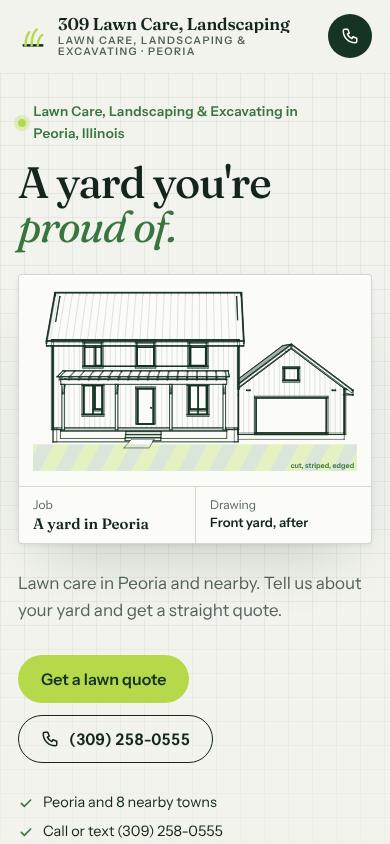 309 Lawn Care, Landscaping
LAWN CARE, LANDSCAPING &
EXCAVATING · PEORIA
Lawn Care, Landscaping & Excavating in
Peoria, Illinois
A yard you're
proud of.
cut, striped, edged
Job
A yard in Peoria
Drawing
Front yard, after
Lawn care in Peoria and nearby. Tell us about
your yard and get a straight quote.
Get a lawn quote
(309) 258-0555
Peoria and 8 nearby towns
Call or text (309) 258-0555